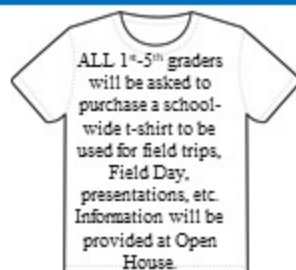 ALL 1st-5th graders
will be asked to
purchase a school-
wide t-shirt to be
used for field trips,
Field Day,
presentations, etc.
Information will be
provided at Open
House.